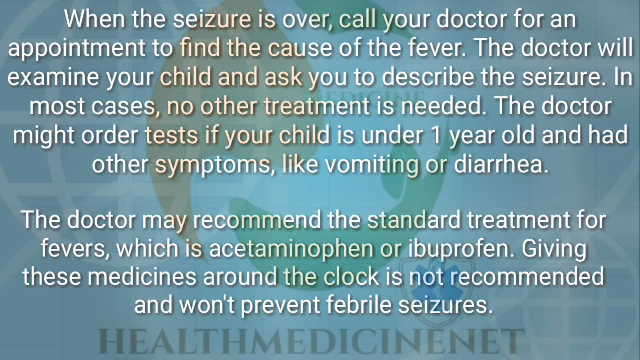 When the seizure is over, call your doctor for an
appointment to find the cause of the fever. The doctor will
examine your child and ask you to describe the seizure. In
most cases, no other treatment is needed. The doctor
might order tests if your child is under 1 year old and had
other symptoms, like vomiting or diarrhea.
The doctor may recommend the standard treatment for
fevers, which is acetaminophen or ibuprofen. Giving
these medicines around the clock is not recommended
and won't prevent febrile seizures.
HEALTHMEDICINENET